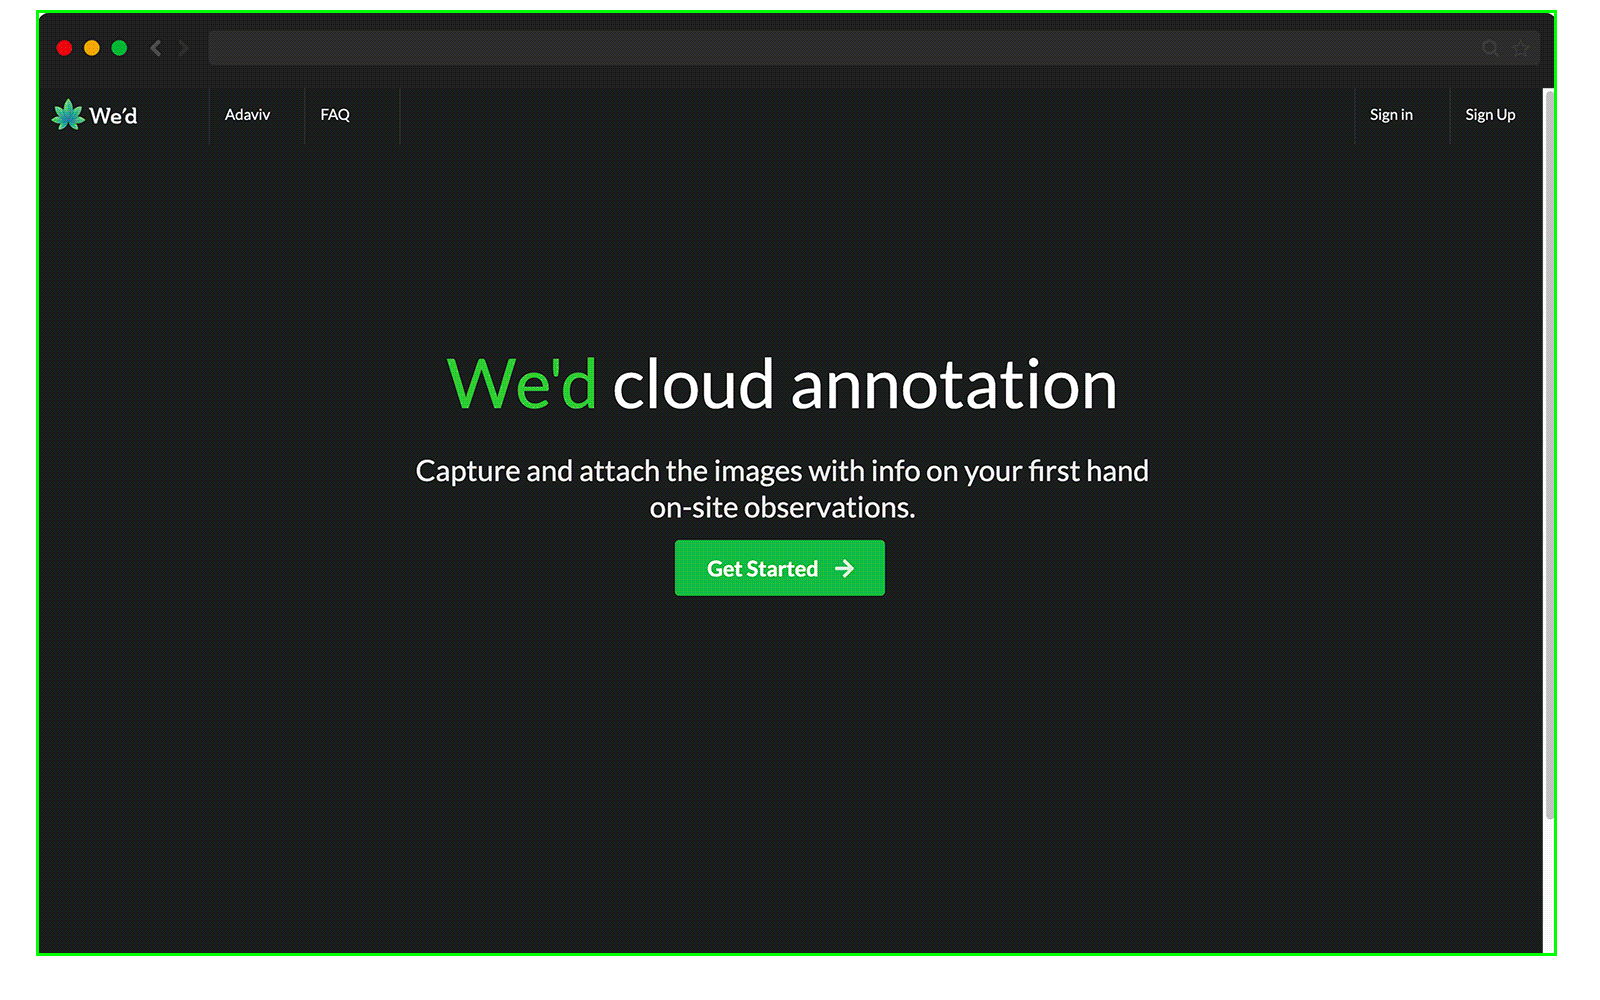 We'd
Adaviv
FAQ
Sign in
Sign Up
We'd cloud annotation
Capture and attach the images with info on your first hand
on-site observations.
Get Started